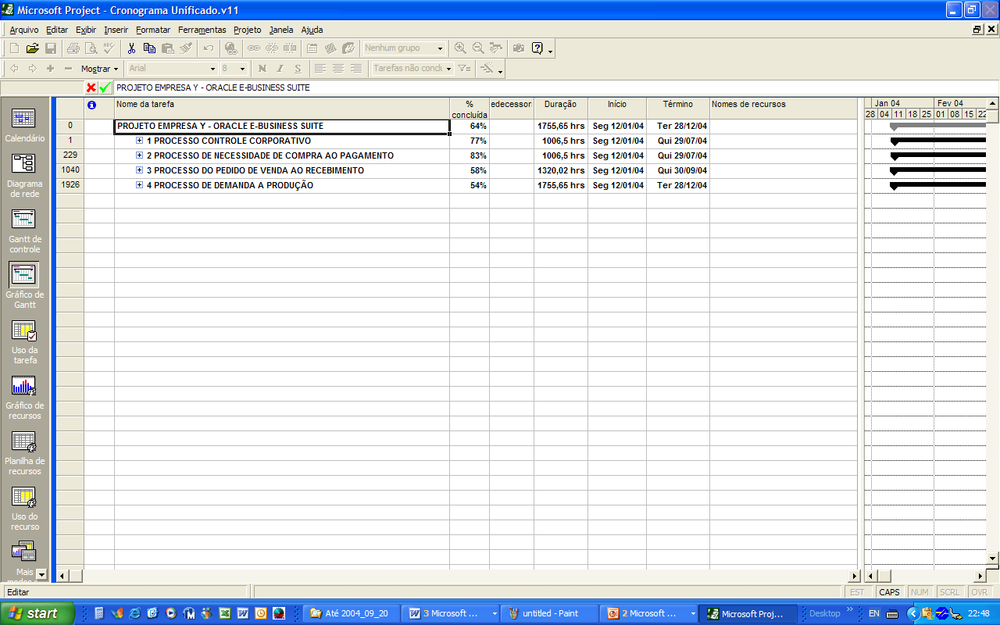 Microsoft Project - Cronograma Unificado.v11
Arquivo Editar Exibir Inserir Formatar Ferramentas Projeto Janela Ajuda
Nenhum grupo
Mostrar Arial 8 N I S Tarefas não conclu
PROJETO EMPRESA Y - ORACLE E-BUSINESS SUITE
Nome da tarefa % concluída edecessor Duração Início Término Nomes de recursos
Jan 04 Fev 04
28 04 11 18 25 01 08 15 22
0 PROJETO EMPRESA Y - ORACLE E-BUSINESS SUITE 64% 1755,65 hrs Seg 12/01/04 Ter 28/12/04
1 1 PROCESSO CONTROLE CORPORATIVO 77% 1006,5 hrs Seg 12/01/04 Qui 29/07/04
229 2 PROCESSO DE NECESSIDADE DE COMPRA AO PAGAMENTO 83% 1006,5 hrs Seg 12/01/04 Qui 29/07/04
1040 3 PROCESSO DO PEDIDO DE VENDA AO RECEBIMENTO 58% 1320,02 hrs Seg 12/01/04 Qui 30/09/04
1926 4 PROCESSO DE DEMANDA A PRODUÇÃO 54% 1755,65 hrs Seg 12/01/04 Ter 28/12/04
Calendário
Diagrama
de rede
Gantt de
controle
Gráfico de
Gantt
Uso da
tarefa
Gráfico de
recursos
Planilha de
recursos
Uso do
recurso
Mais
Editar EST CAPS NUM SCRL OVR
start Até 2004_09_20 3 Microsoft ... untitled - Paint 2 Microsoft ... Microsoft Proj... Desktop EN 22:48